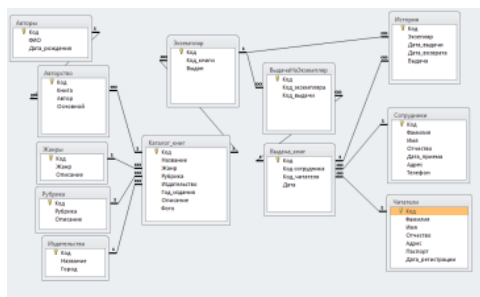 Авторы
Код
ФИО
Дата_рождения
Авторство
Код
Книга
Автор
Основной
Жанры
Код
Жанр
Описание
Рубрика
Код
Рубрика
Описание
Издательства
Код
Название
Город
Каталог_книг
Код
Название
Жанр
Рубрика
Издательство
Год_издания
Описание
Фото
Экземпляр
Код
Код_книги
Выдан
ВыдачаНаЭкземпляр
Код
Код_экземпляра
Код_выдачи
Выдача_книг
Код
Код сотрудника
Код_читателя
Дата
История
Код
Экземпляр
Дата_выдачи
Дата_возврата
Выдача
Сотрудники
Код
Фамилия
Имя
Отчество
Дата_приема
Адрес
Телефон
Читатели
Код
Фамилия
Имя
Отчество
Адрес
Паспорт
Дата_регистрации